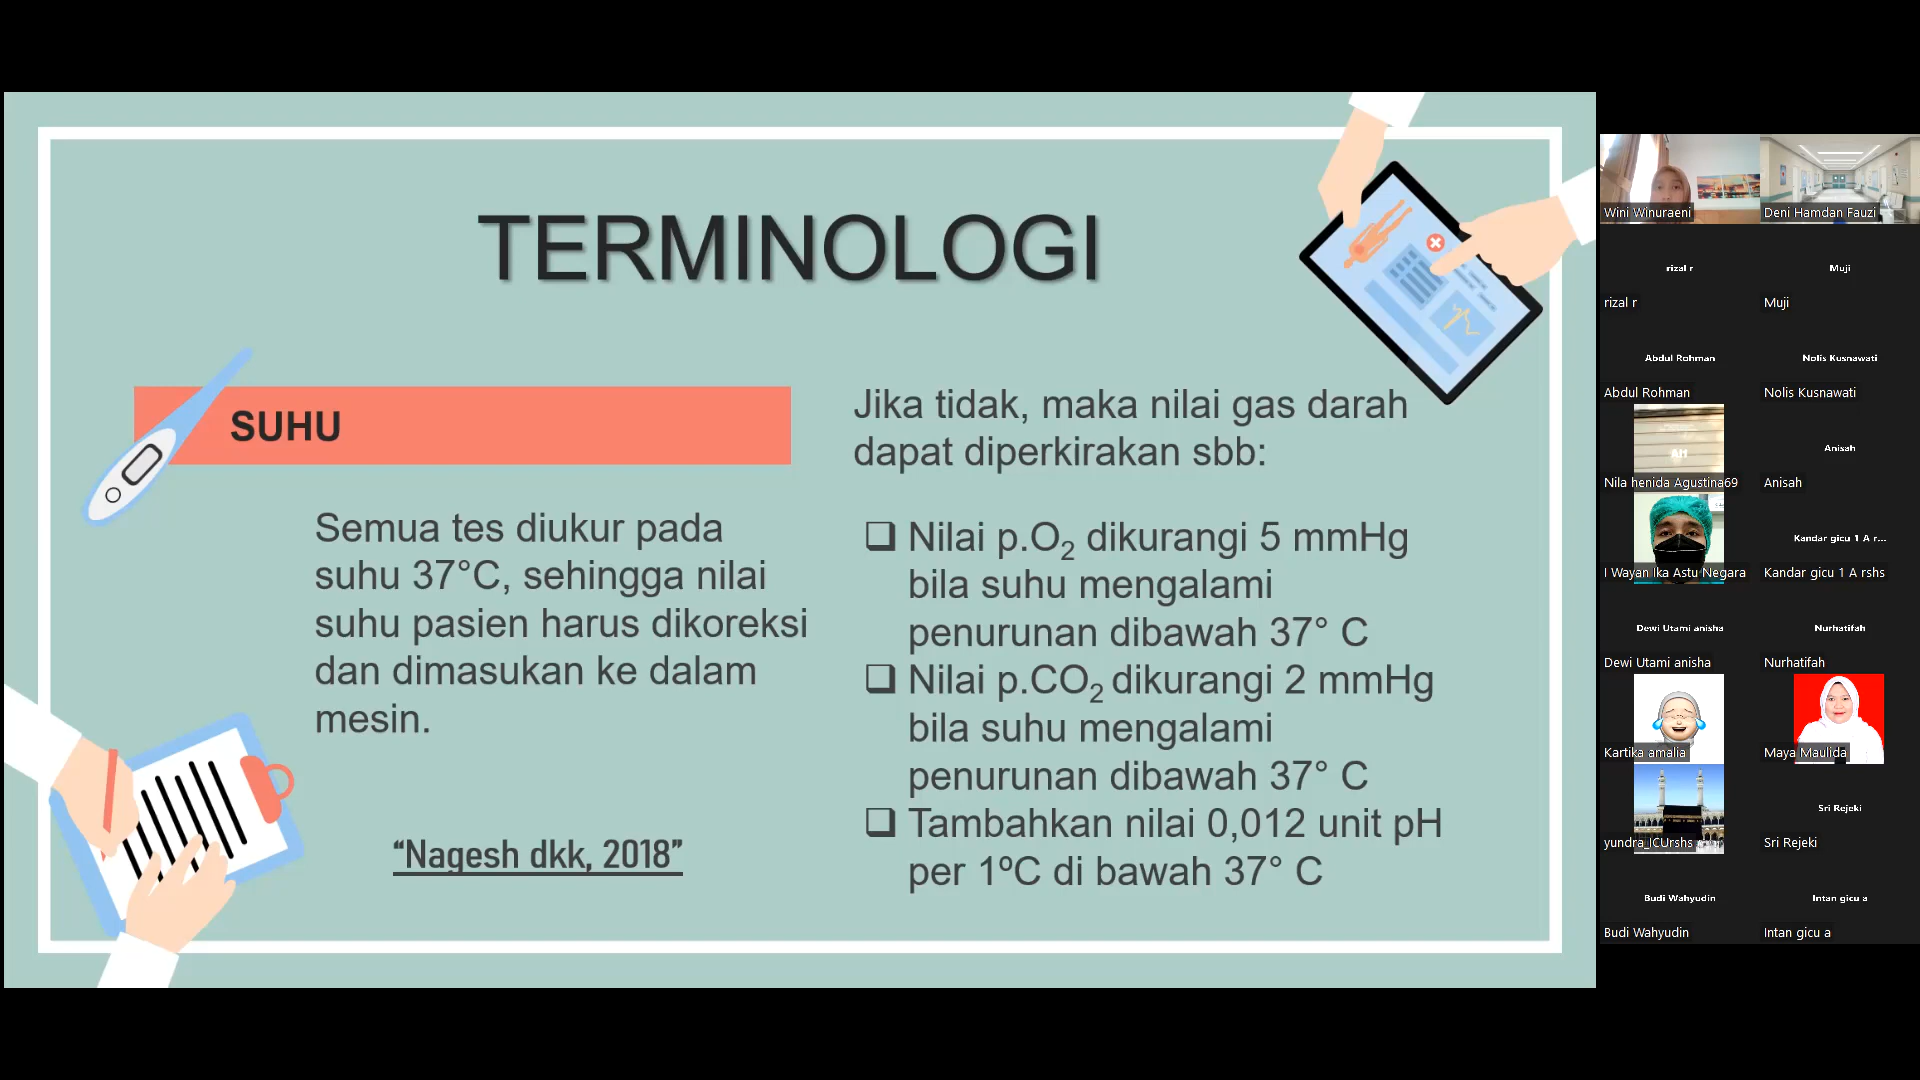 TERMINOLOGI
SUHU
Semua tes diukur pada
suhu 37°C, sehingga nilai
suhu pasien harus dikoreksi
dan dimasukan ke dalam
mesin.
“Nagesh dkk, 2018”
Jika tidak, maka nilai gas darah
dapat diperkirakan sbb:
❑ Nilai p.O₂ dikurangi 5 mmHg
bila suhu mengalami
penurunan dibawah 37° C
❑ Nilai p.CO₂ dikurangi 2 mmHg
bila suhu mengalami
penurunan dibawah 37° C
❑ Tambahkan nilai 0,012 unit pH
per 1ºC di bawah 37° C
Wini Winuraeni
Deni Hamdan Fauzi
rizal r
rizal r
Muji
Muji
Abdul Rohman
Abdul Rohman
Nolis Kusnawati
Nolis Kusnawati
Nila henida Agustina69
Anisah
Anisah
I Wayan Ika Astu Negara
Kandar gicu 1 A r...
Kandar gicu 1 A rshs
Dewi Utami anisha
Dewi Utami anisha
Nurhatifah
Nurhatifah
Kartika amalia
Maya Maulida
yundra_ICUrshs
Sri Rejeki
Sri Rejeki
Budi Wahyudin
Budi Wahyudin
Intan gicu a
Intan gicu a